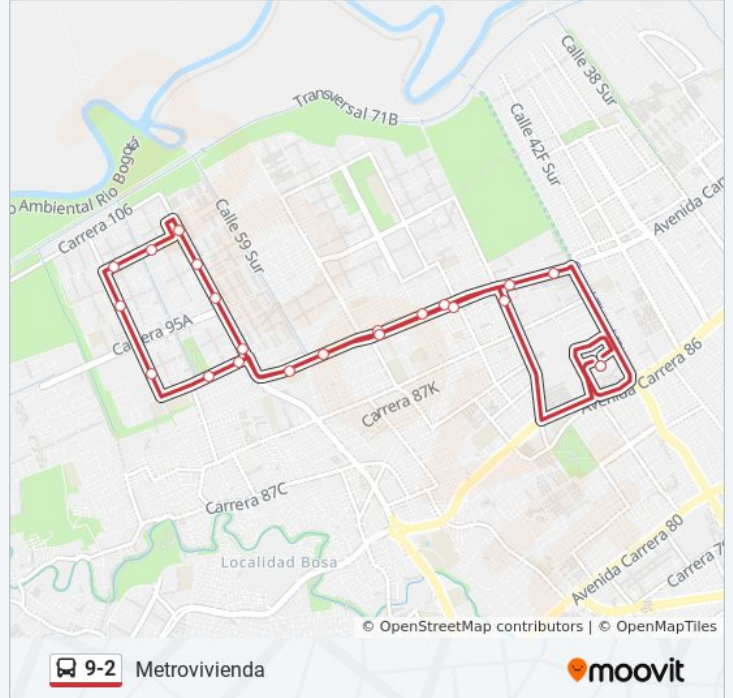 Calle 38 Sur
Transversal 71B
Calle 42F Sur
Ambiental Rio Bogotá
Carrera 106
Calle 59 Sur
Avenida Car
Carrera 95A
Avenida Carrera 86
Carrera 87K
Carrera 87C
Localidad Bosa
Avenida Carrera 80
Carrera 7
© OpenStreetMap contributors | © OpenMapTiles
9-2 Metrovivienda
moovit